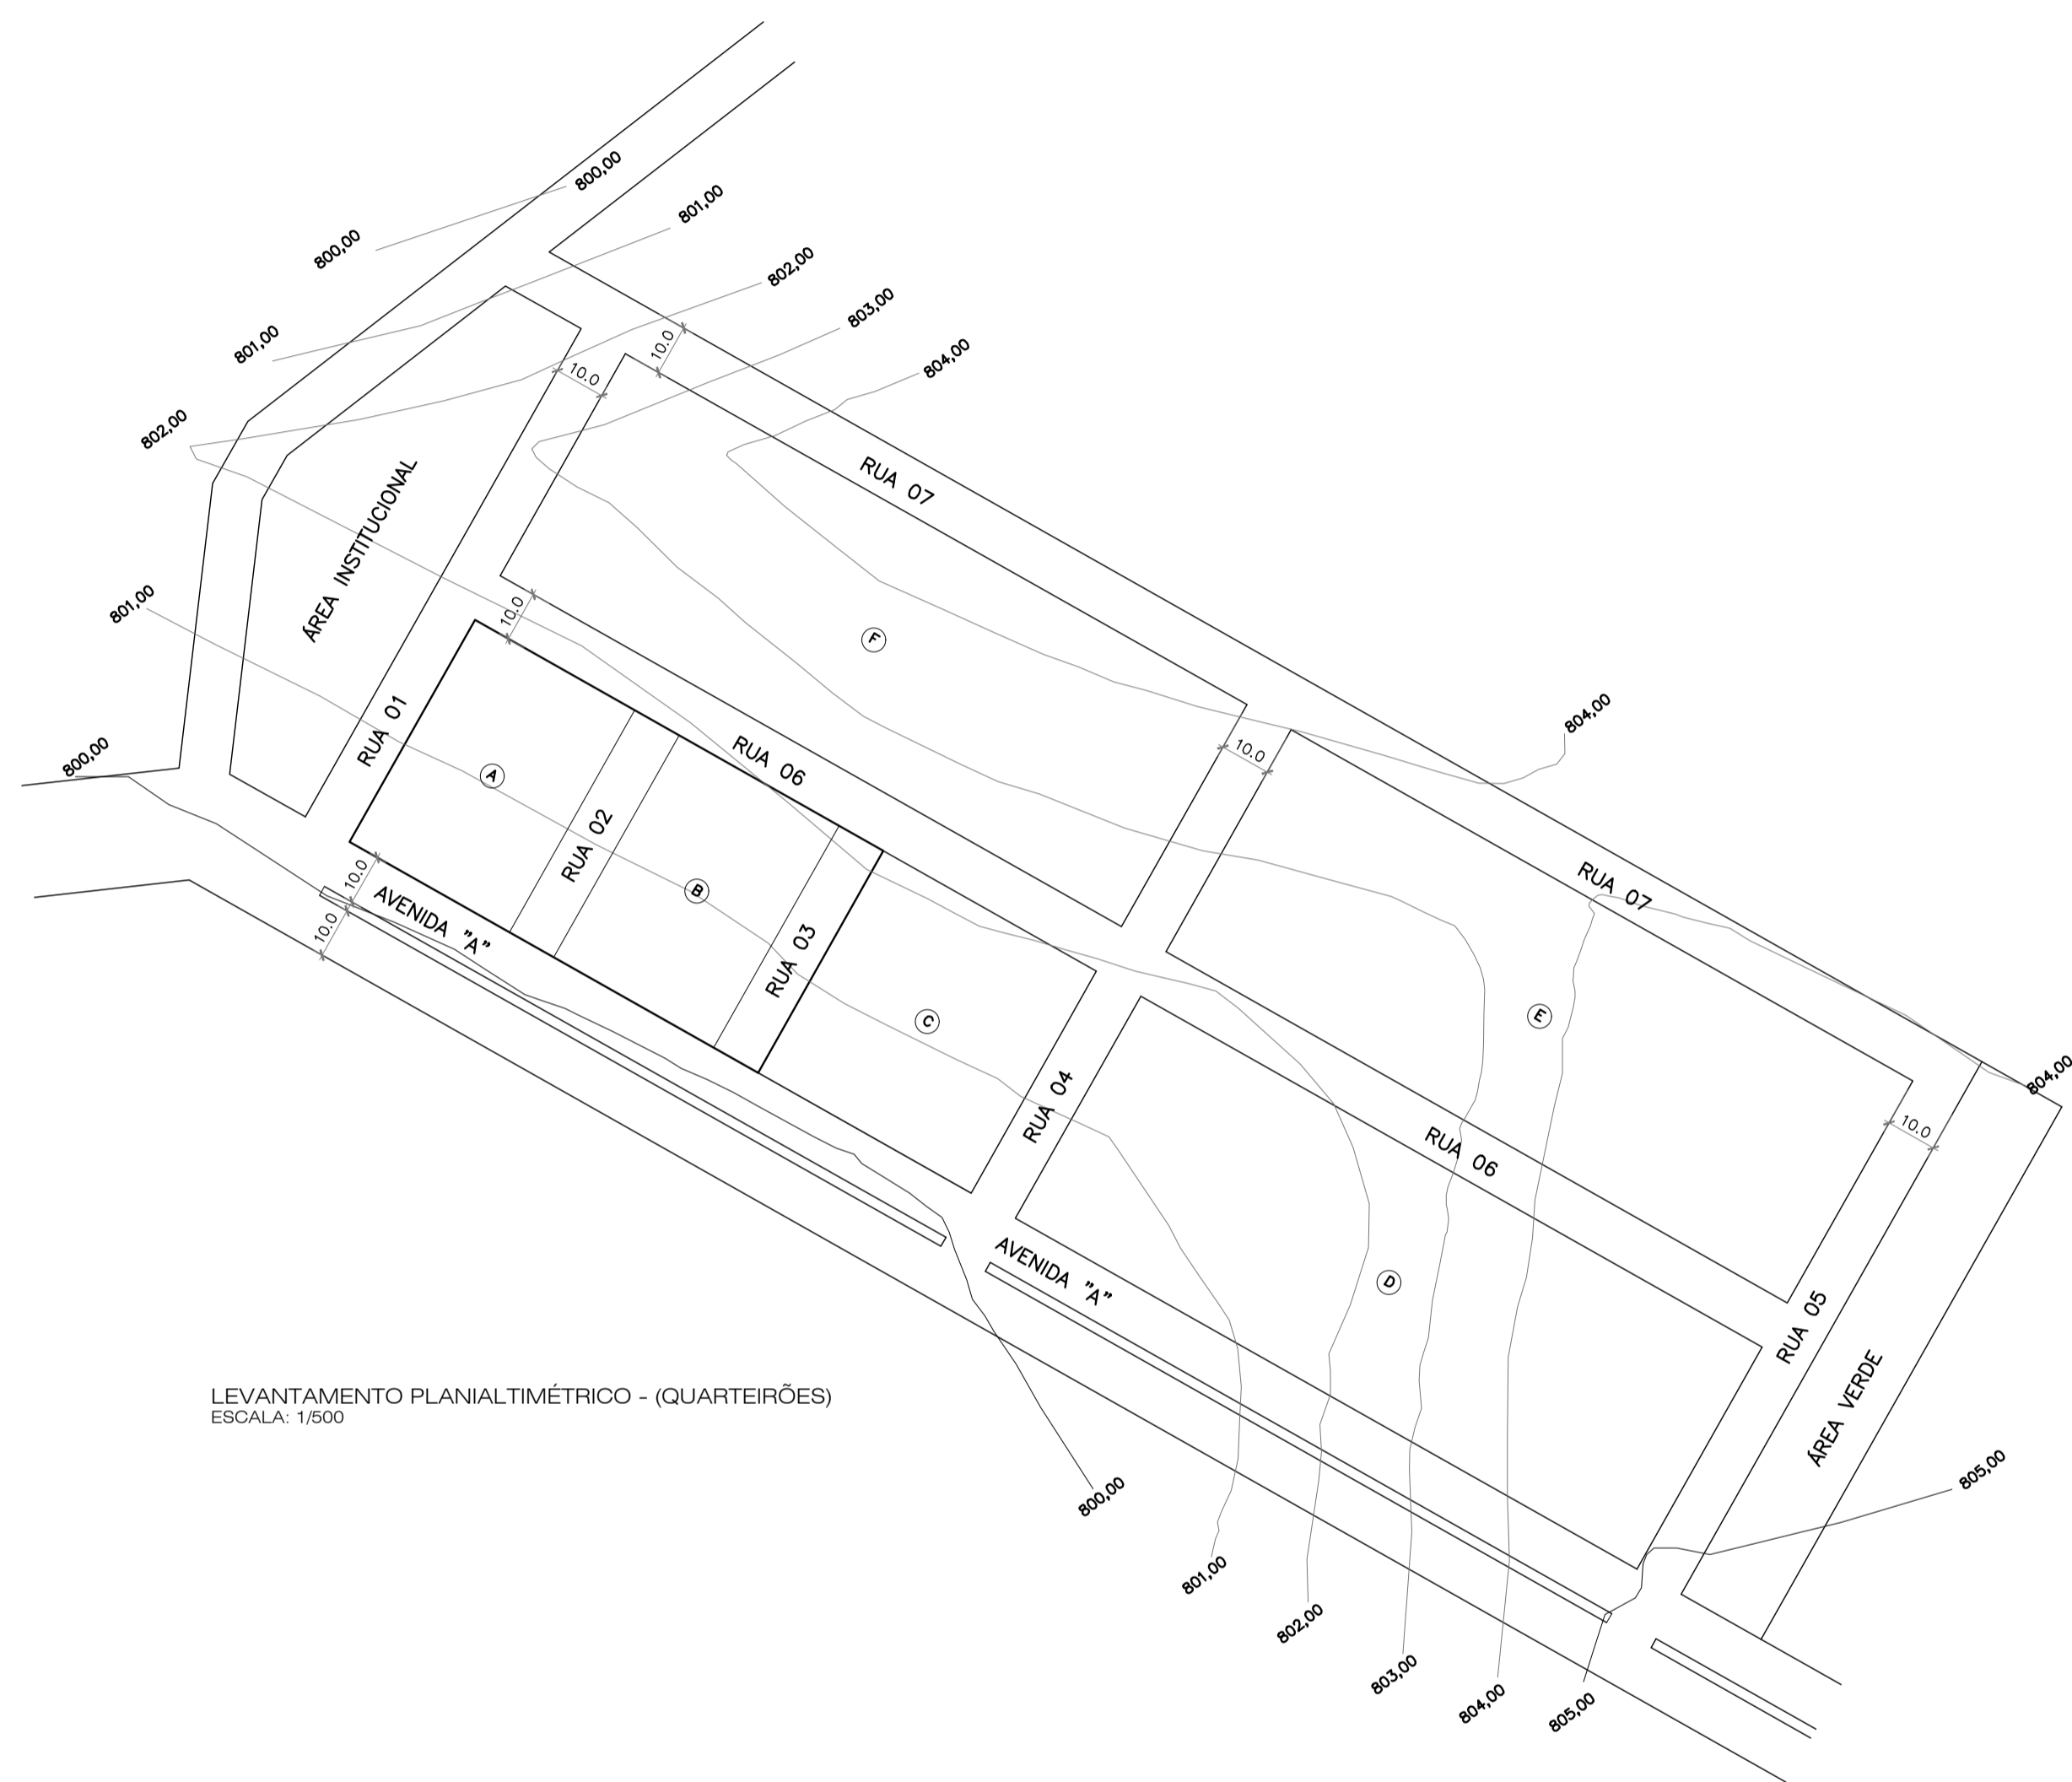 800,00
800,00
801,00
802,00
803,00
804,00
801,00
802,00
10.0
10.0
RUA 07
ÁREA INSTITUCIONAL
801,00
10.0
F
RUA 01
800,00
A
RUA 06
10.0
804,00
RUA 02
B
10.0
10.0
AVENIDA "A"
RUA 03
C
RUA 07
E
804,00
10.0
RUA 04
RUA 06
AVENIDA "A"
D
RUA 05
ÁREA VERDE
LEVANTAMENTO PLANIALTIMÉTRICO - (QUARTEIRÕES)
ESCALA: 1/500
800,00
805,00
801,00
802,00
803,00
804,00
805,00